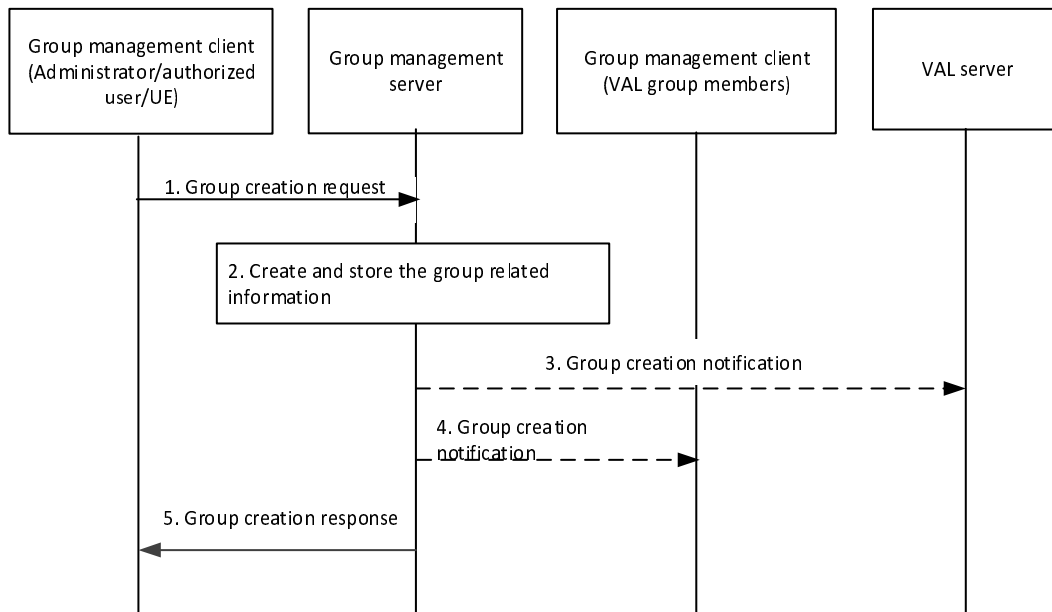 Group management client
(Administrator/authorized
user/UE)
Group management
server
Group management client
(VAL group members)
VAL server
1. Group creation request
2. Create and store the group related
information
3. Group creation notification
4. Group creation
notification
5. Group creation response